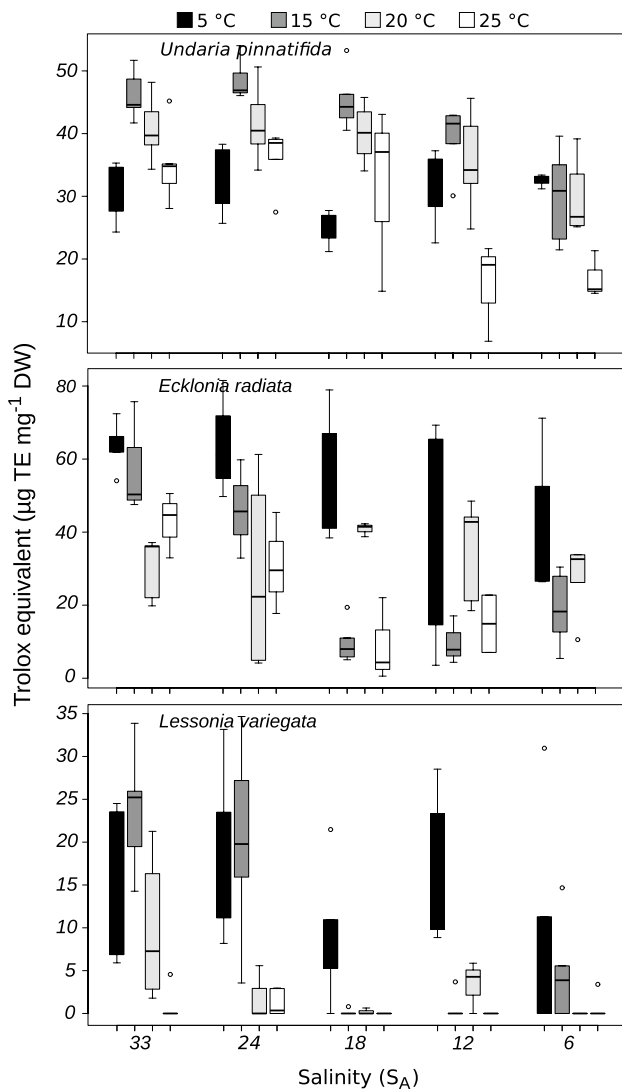 5 °C 15 °C 20 °C 25 °C
Undaria pinnatifida
50
40
30
20
10
Ecklonia radiata
80
60
40
20
0
Trolox equivalent (µg TE mg⁻¹ DW)
Lessonia variegata
35
30
25
20
15
10
5
0
33 24 18 12 6
Salinity (S_A)